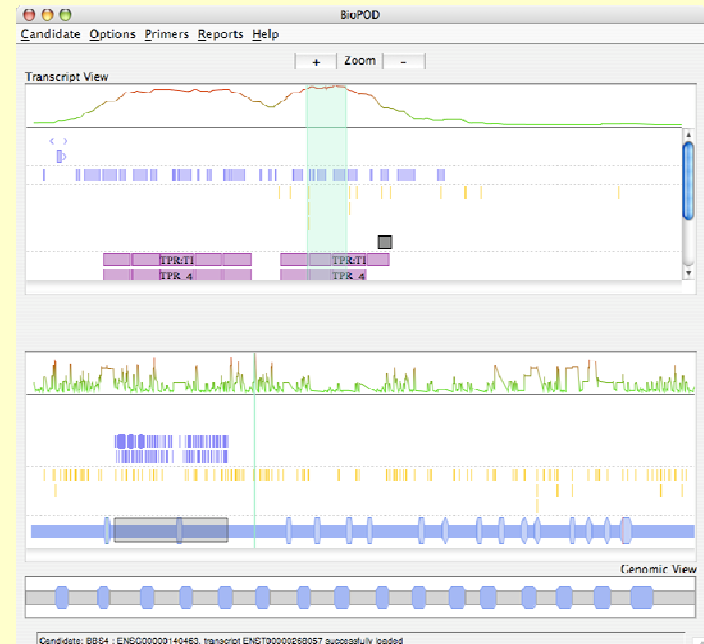 BioPOD
Candidate Options Primers Reports Help
+ Zoom -
Transcript View
TPR/TI TPR/TI
TPR_4 TPR_4
Genomic View
Candidate: BBS4 : ENSG00000140463, transcript ENST00000268057 successfully loaded